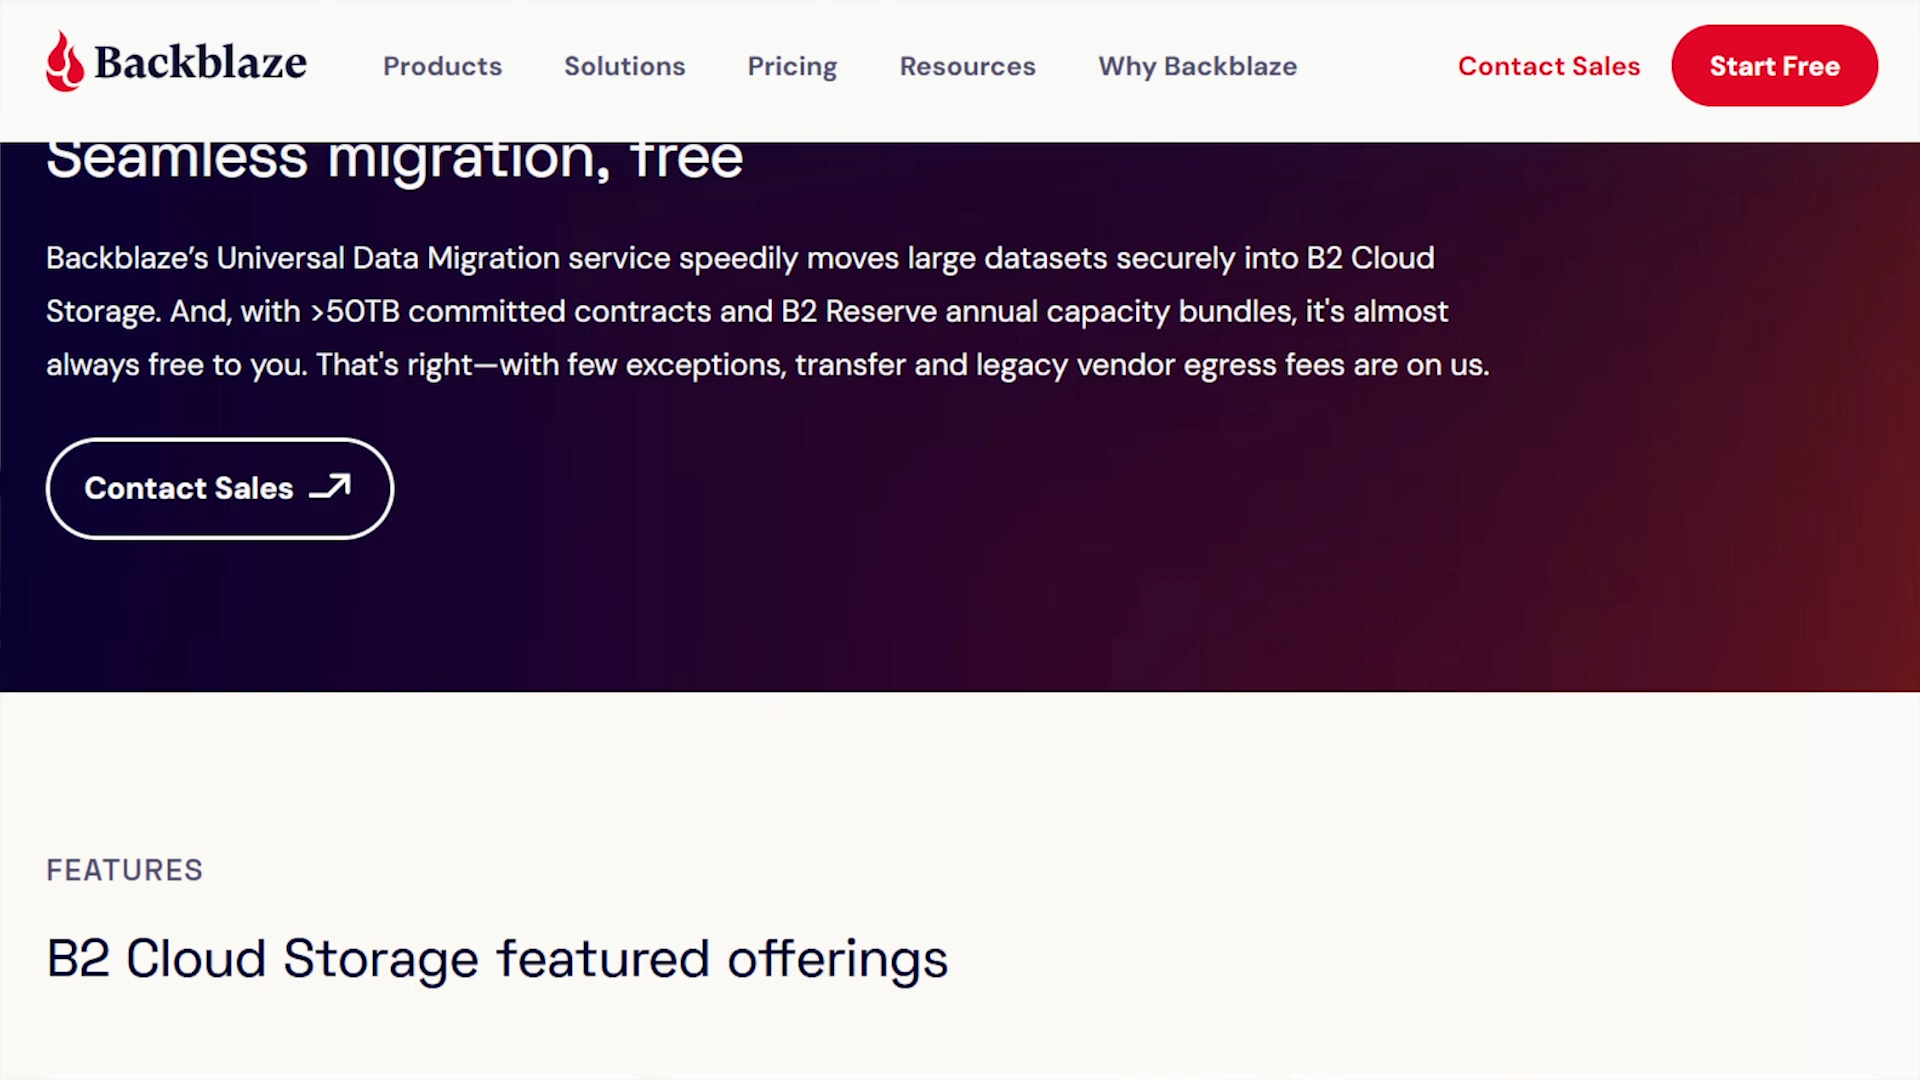 Backblaze Products Solutions Pricing Resources Why Backblaze Contact Sales Start Free
Seamless migration, free
Backblaze’s Universal Data Migration service speedily moves large datasets securely into B2 Cloud
Storage. And, with >50TB committed contracts and B2 Reserve annual capacity bundles, it's almost
always free to you. That's right—with few exceptions, transfer and legacy vendor egress fees are on us.
Contact Sales
FEATURES
B2 Cloud Storage featured offerings